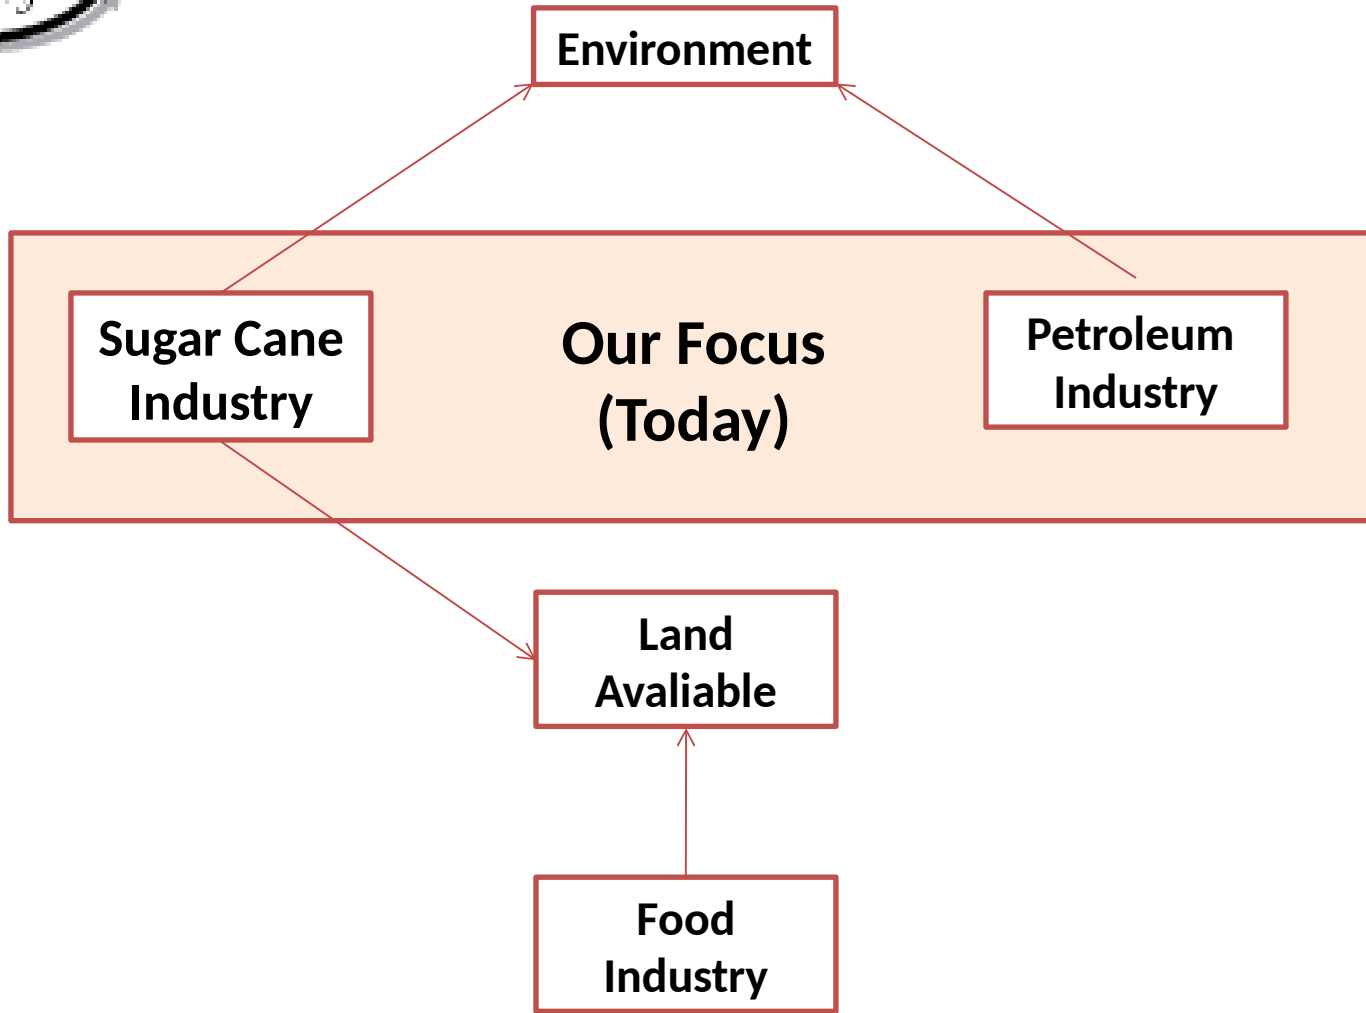 Environment
Sugar Cane
Industry
Our Focus
(Today)
Petroleum
Industry
Land
Avaliable
Food
Industry